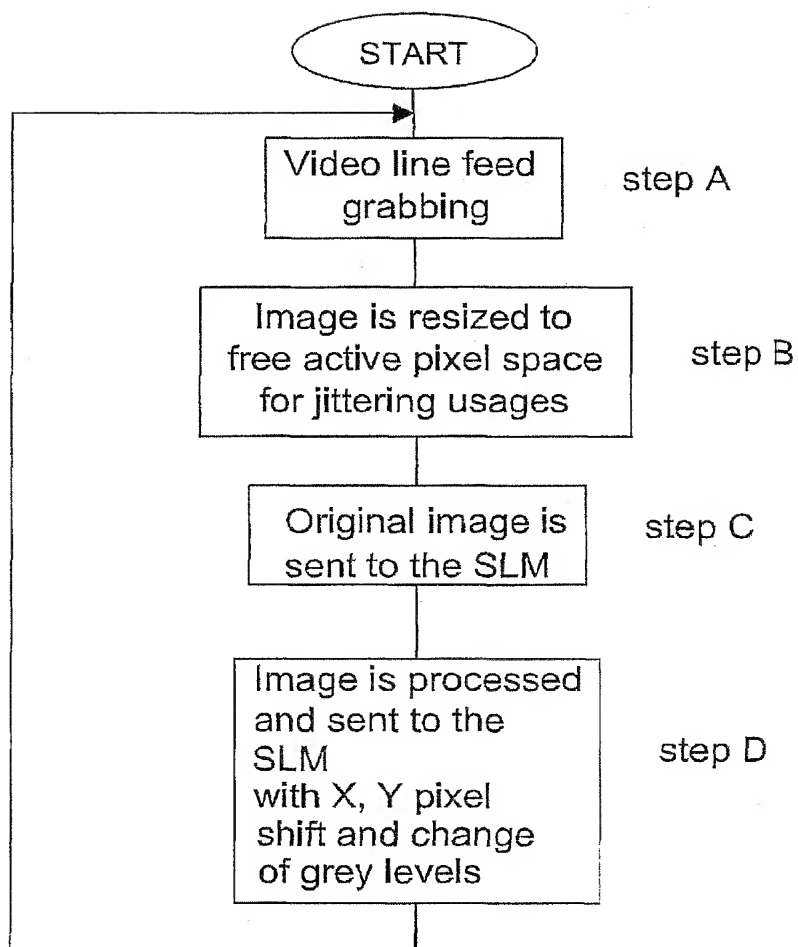 START
Video line feed
grabbing
step A
Image is resized to
free active pixel space
for jittering usages
step B
Original image is
sent to the SLM
step C
Image is processed
and sent to the
SLM
with X, Y pixel
shift and change
of grey levels
step D